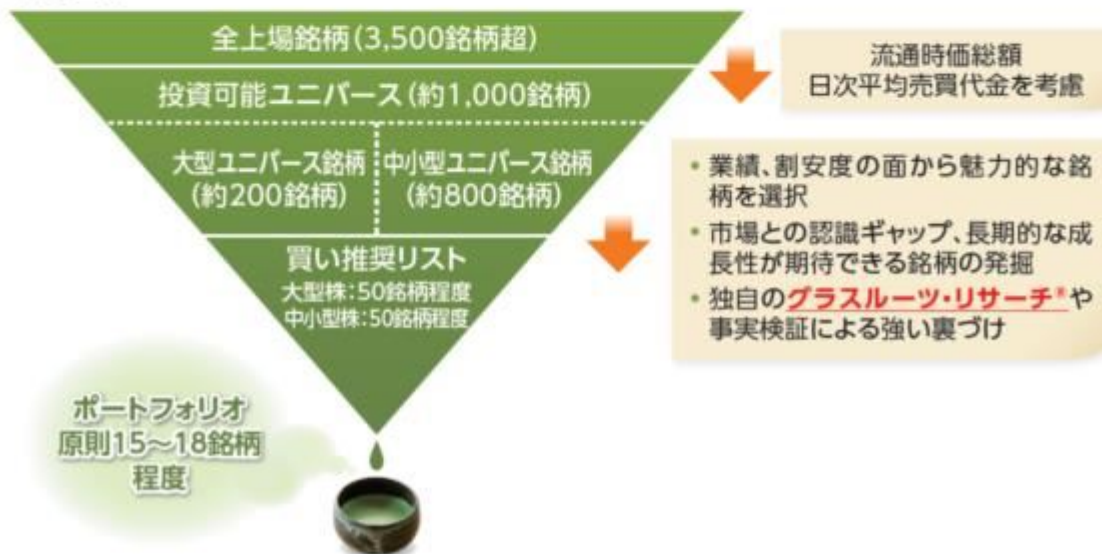 全上場銘柄(3,500銘柄超)
投資可能ユニバース(約1,000銘柄)
大型ユニバース銘柄
(約200銘柄)
中小型ユニバース銘柄
(約800銘柄)
買い推奨リスト
大型株:50銘柄程度
中小型株:50銘柄程度
ポートフォリオ
原則15〜18銘柄
程度
流通時価総額
日次平均売買代金を考慮
• 業績、割安度の面から魅力的な銘
柄を選択
• 市場との認識ギャップ、長期的な成
長性が期待できる銘柄の発掘
• 独自のグラスルーツ・リサーチ®や
事実検証による強い裏づけ